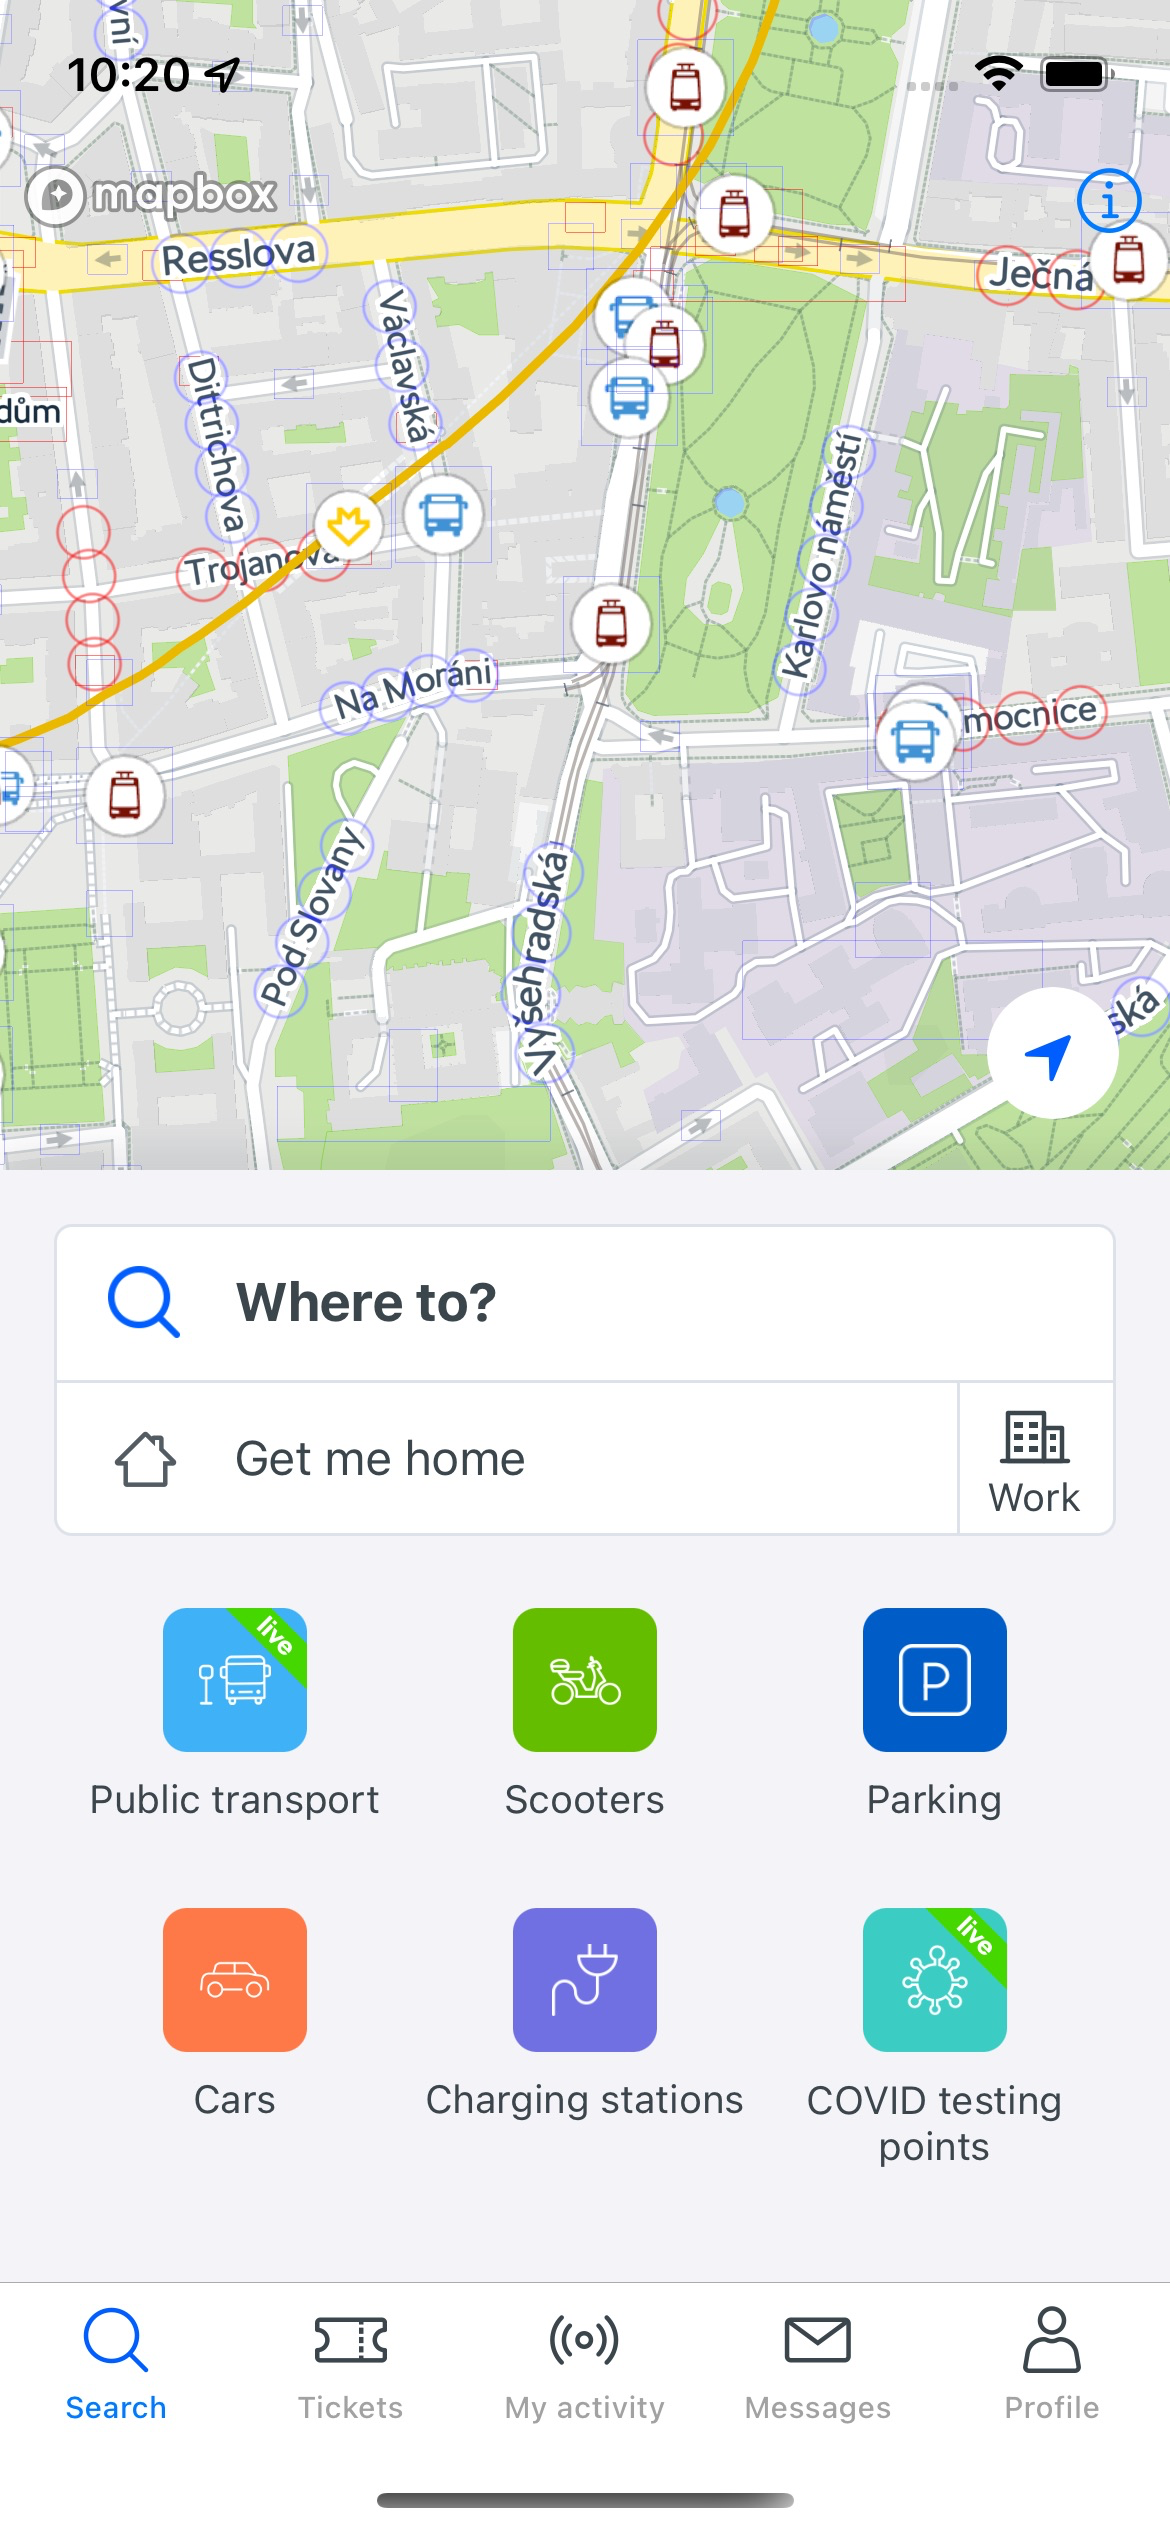 vní
10:20
mapbox
Resslova
Ječná
Václavská
Dittrichova
dům
Karlovo náměstí
Trojanova
Na Moráni
mocnice
Pod Slovany
Vyšehradská
ská
Where to?
Get me home
Work
live
P
Public transport
Scooters
Parking
live
Cars
Charging stations
COVID testing
points
Search
Tickets
My activity
Messages
Profile